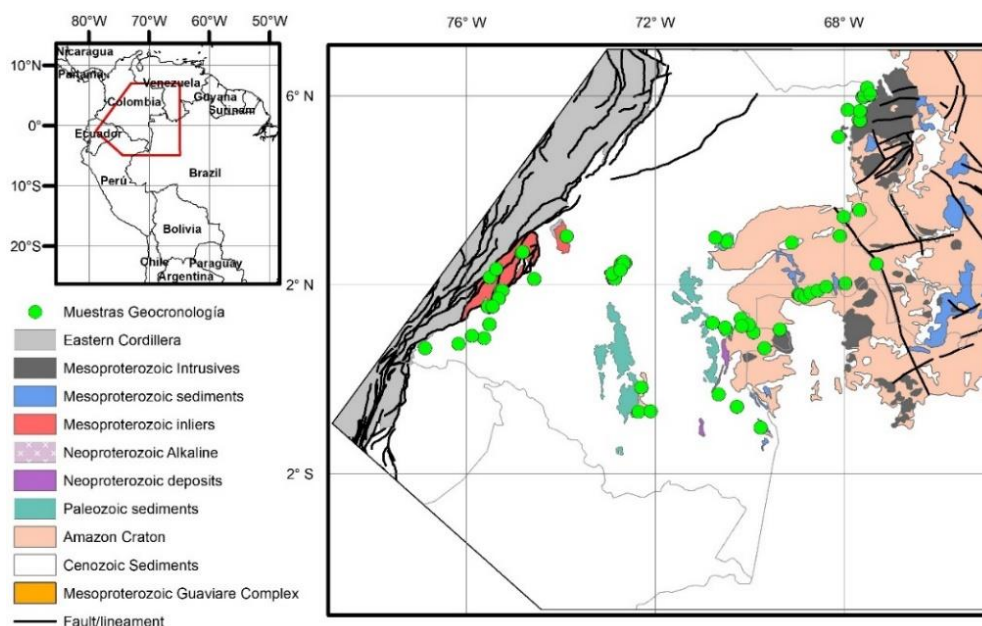 80° W 70° W 60° W 50° W
10°N
0°
10°S
20°S
Nicaragua
Panama
Venezuela
Colombia
Guyana
Surinam
Ecuador
Perú
Brazil
Bolivia
Chile
Paraguay
Argentina
76° W 72° W 68° W
6° N
2° N
2° S
Muestras Geocronología
Eastern Cordillera
Mesoproterozoic Intrusives
Mesoproterozoic sediments
Mesoproterozoic inliers
Neoproterozoic Alkaline
Neoproterozoic deposits
Paleozoic sediments
Amazon Craton
Cenozoic Sediments
Mesoproterozoic Guaviare Complex
Fault/lineament